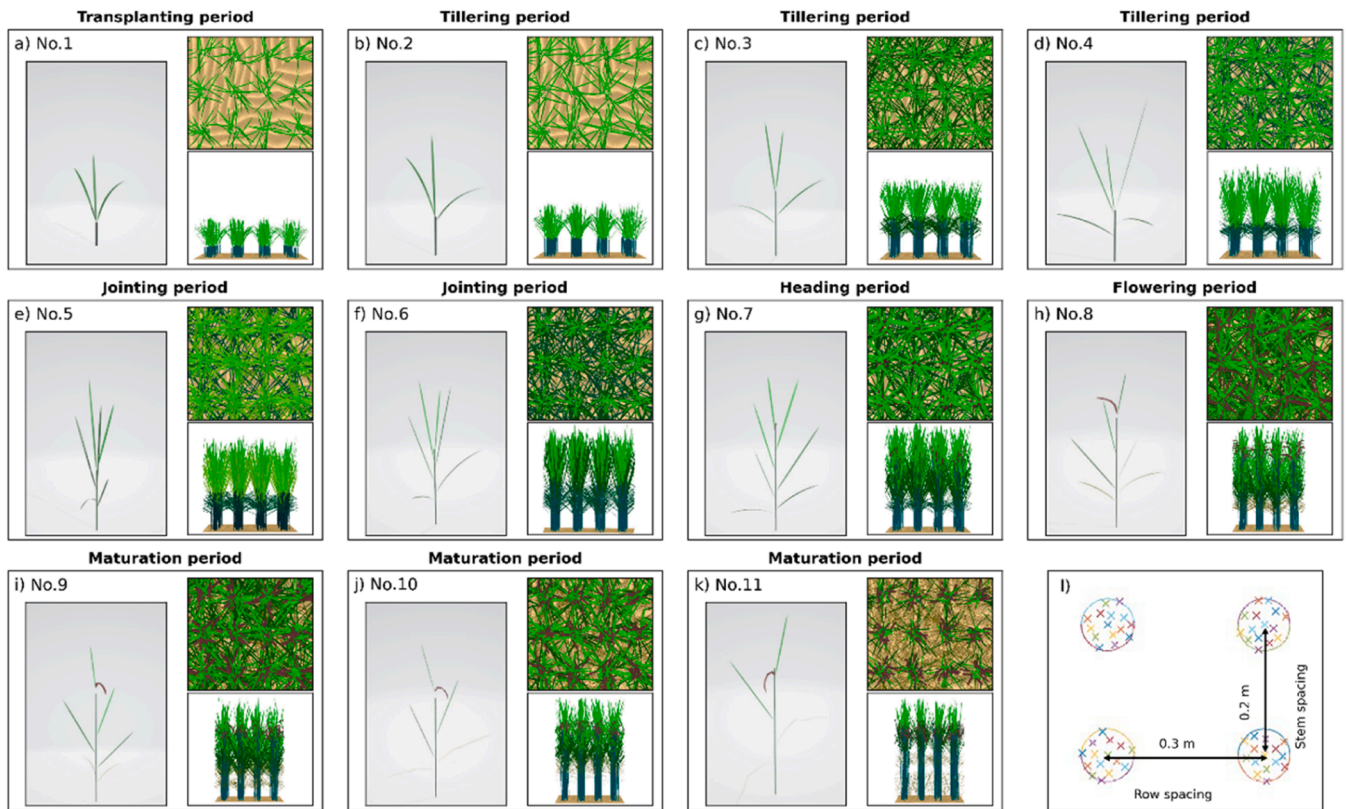 Transplanting period
Tillering period
Tillering period
Tillering period
a) No.1
b) No.2
c) No.3
d) No.4
Jointing period
Jointing period
Heading period
Flowering period
e) No.5
f) No.6
g) No.7
h) No.8
Maturation period
Maturation period
Maturation period
i) No.9
j) No.10
k) No.11
l)
0.2 m
Stem spacing
0.3 m
Row spacing